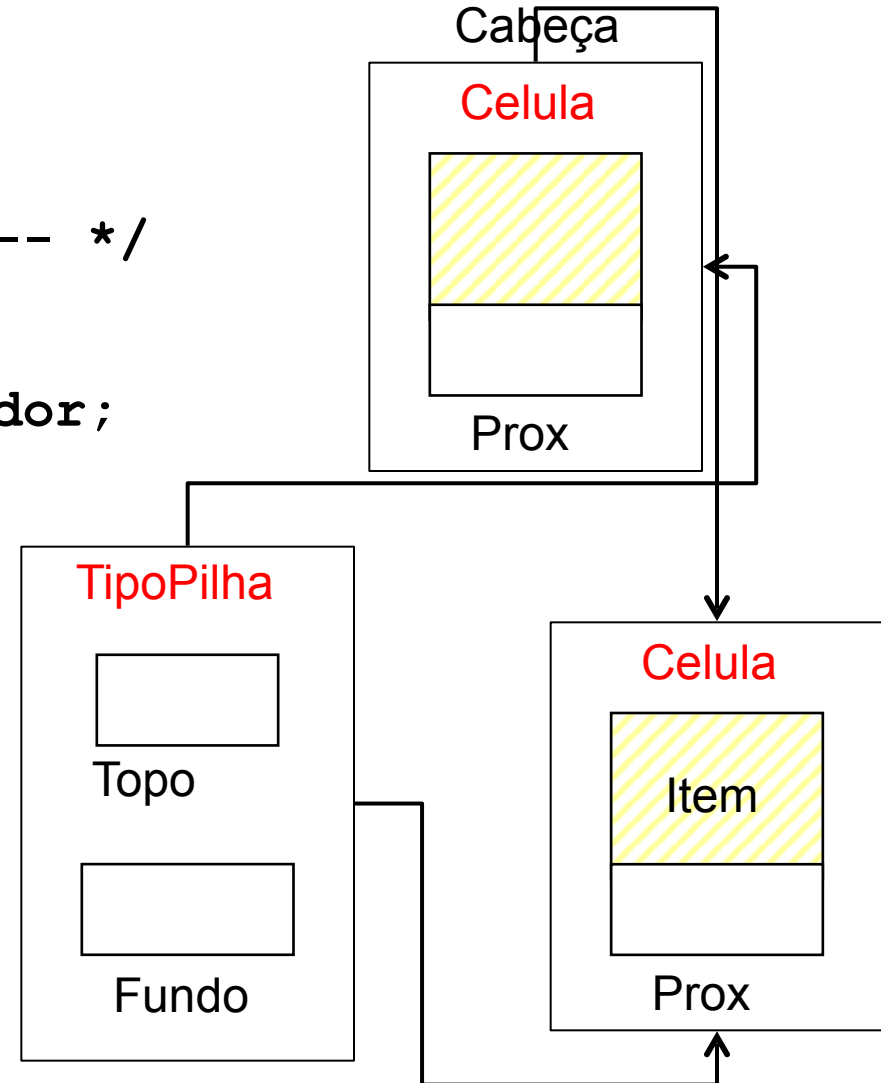 Cabeça
Celula
-- */
dor;
Prox
TipoPilha
Topo
Fundo
Celula
Item
Prox